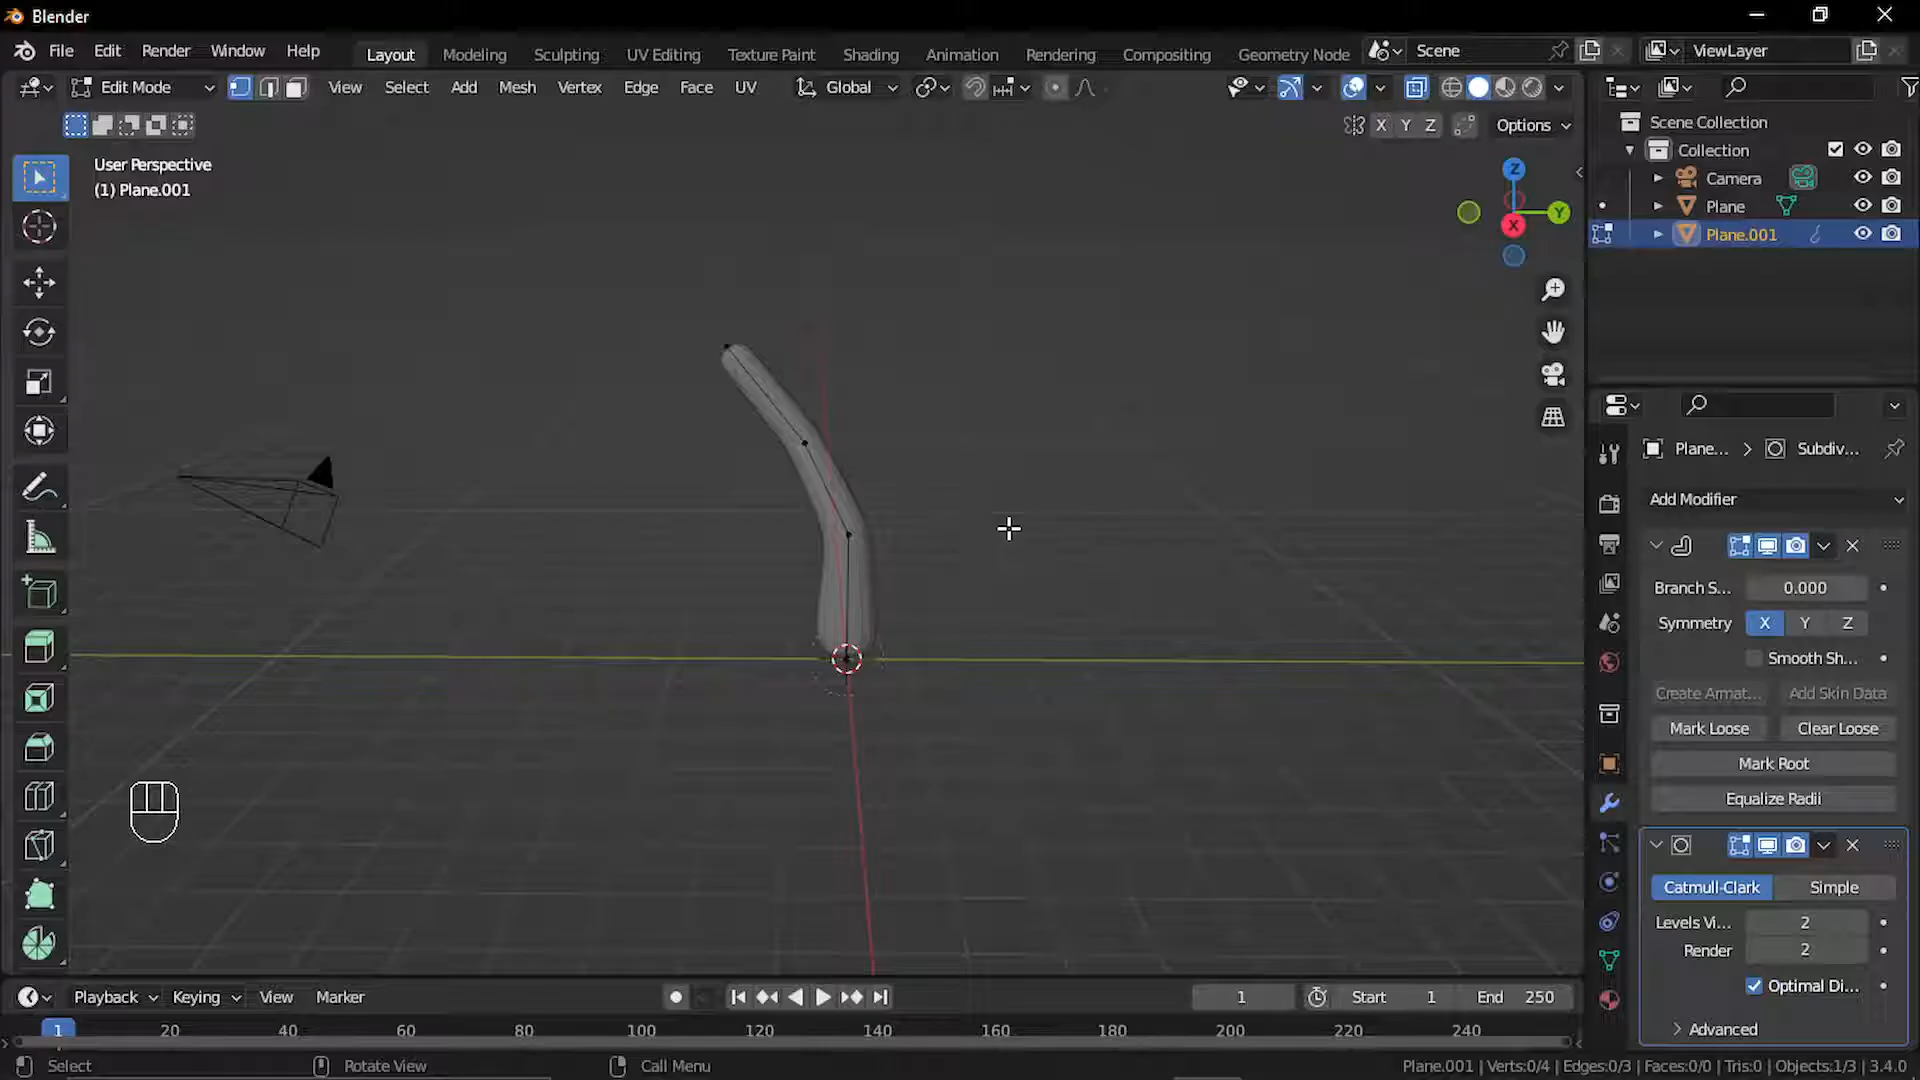 Blender
File Edit Render Window Help Layout Modeling Sculpting UV Editing Texture Paint Shading Animation Rendering Compositing Geometry Node Scene ViewLayer
Edit Mode View Select Add Mesh Vertex Edge Face UV Global
X Y Z Options
User Perspective
(1) Plane.001
Z
Y
X
Scene Collection
Collection
Camera
Plane
Plane.001
Plane... > Subdiv...
Add Modifier
Branch S... 0.000
Symmetry X Y Z
Smooth Sh...
Create Armat... Add Skin Data
Mark Loose Clear Loose
Mark Root
Equalize Radii
Catmull-Clark Simple
Levels Vi... 2
Render 2
Optimal Di...
Advanced
Playback Keying View Marker 1 Start 1 End 250
1 20 40 60 80 100 120 140 160 180 200 220 240
Select Rotate View Call Menu Plane.001 | Verts:0/4 | Edges:0/3 | Faces:0/0 | Tris:0 | Objects:1/3 | 3.4.0